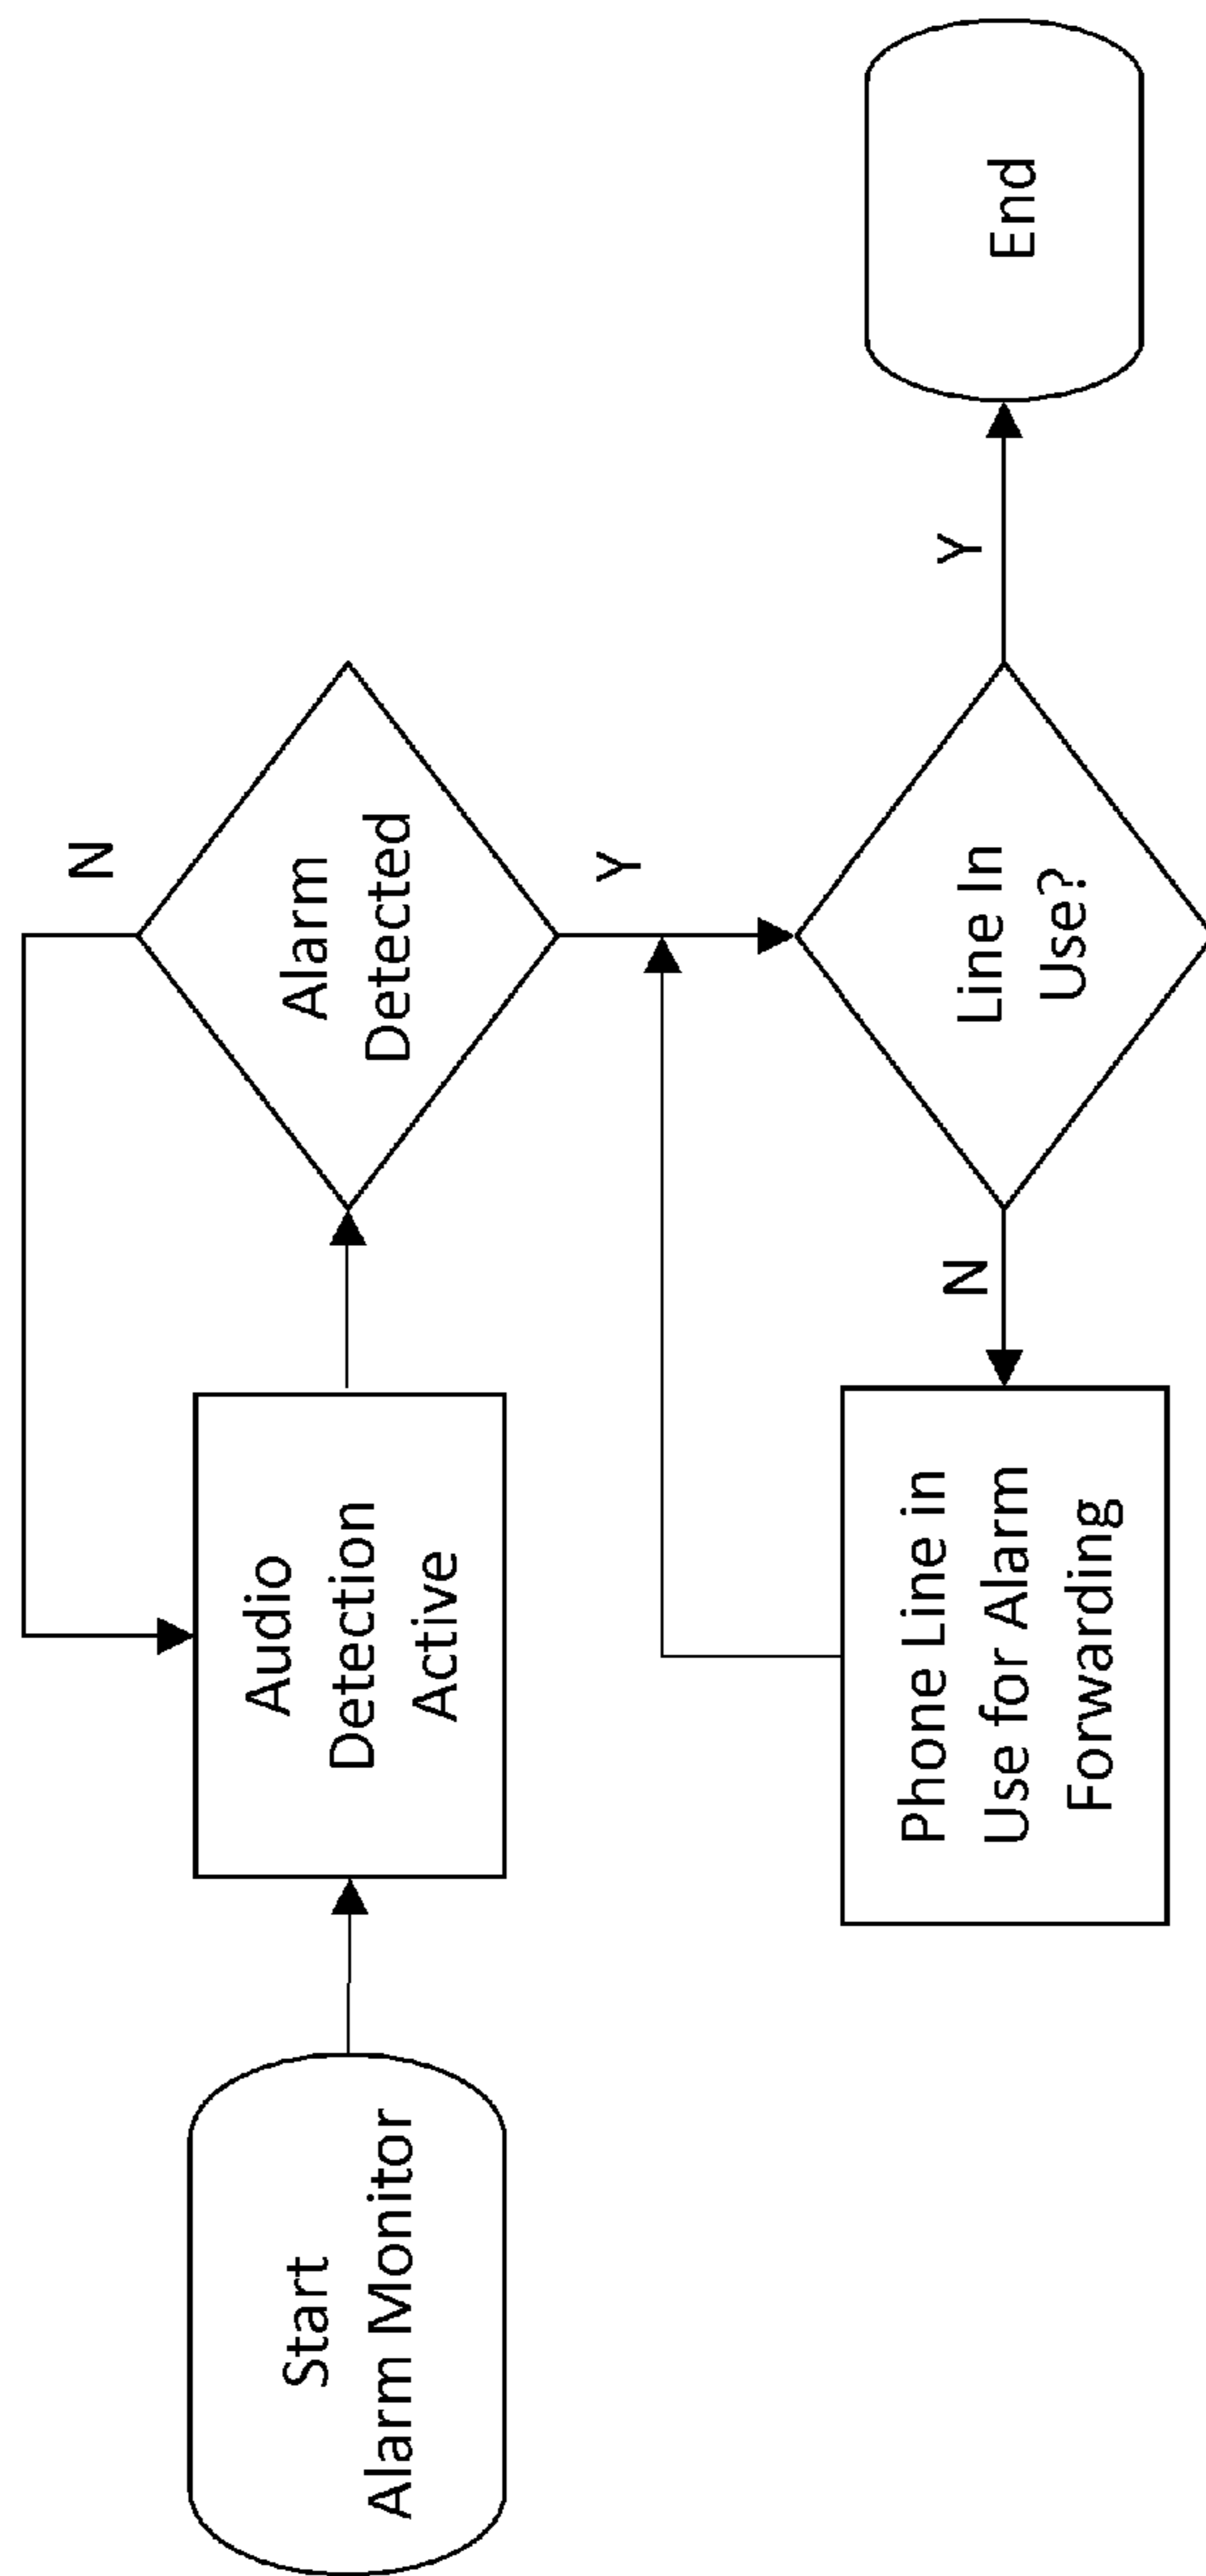 Start
Alarm Monitor
Audio
Detection
Active
Alarm
Detected
N
Y
Line In
Use?
N
Y
Phone Line in
Use for Alarm
Forwarding
End